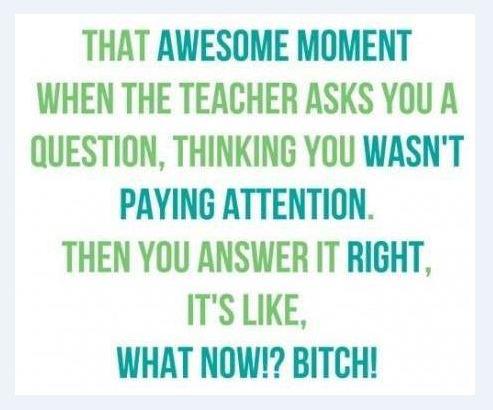 THAT AWESOME MOMENT
WHEN THE TEACHER ASKS YOU A
QUESTION, THINKING YOU WASN'T
PAYING ATTENTION.
THEN YOU ANSWER IT RIGHT,
IT'S LIKE,
WHAT NOW!? BITCH!